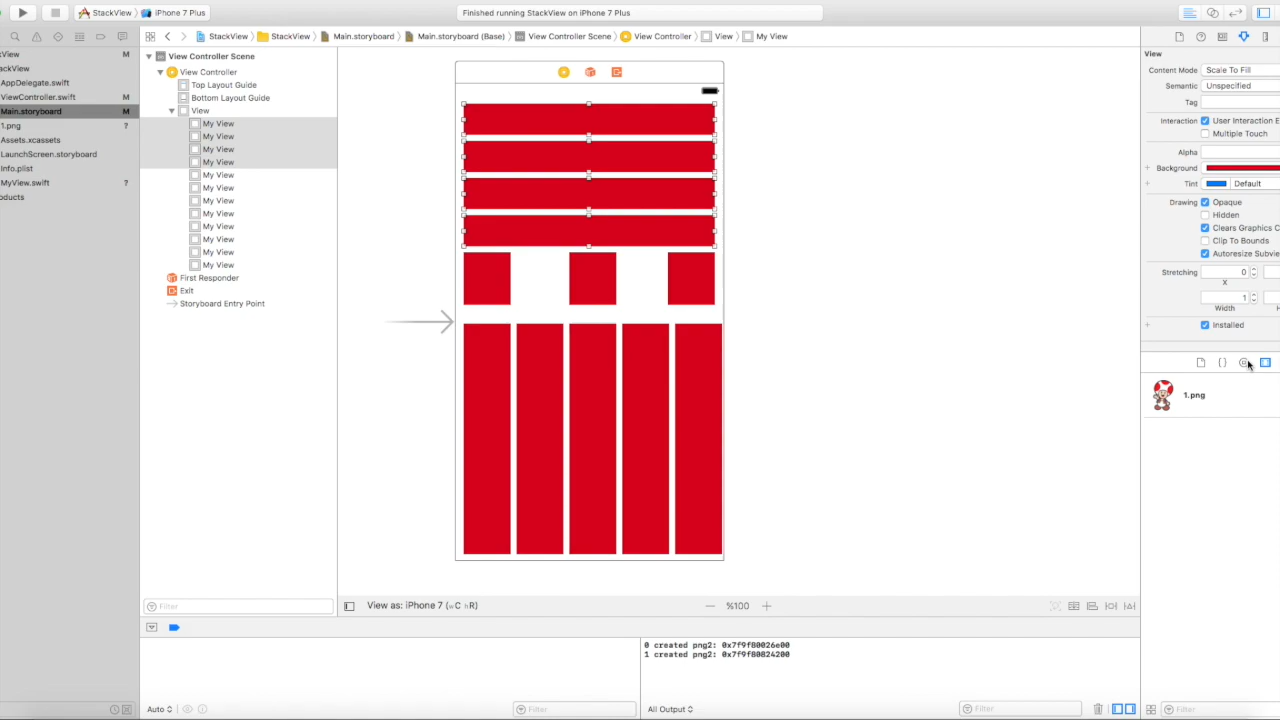 StackView
iPhone 7 Plus
Finished running StackView on iPhone 7 Plus
StackView
StackView
Main.storyboard
Main.storyboard (Base)
View Controller Scene
View Controller
View
My View
View
ackView
AppDelegate.swift
ViewController.swift M
Main.storyboard M
1.png ?
Assets.xcassets
LaunchScreen.storyboard
Info.plist
MyView.swift ?
oducts
View Controller Scene
View Controller
Top Layout Guide
Bottom Layout Guide
View
My View
My View
My View
My View
My View
My View
My View
My View
My View
My View
My View
My View
First Responder
Exit
Storyboard Entry Point
Filter
View as: iPhone 7 (wC hR)
%100
View
Content Mode Scale To Fill
Semantic Unspecified
Tag
Interaction User Interaction E
Multiple Touch
Alpha
Background
Tint Default
Drawing Opaque
Hidden
Clears Graphics C
Clip To Bounds
Autoresize Subvie
Stretching 0
X
1
Width H
Installed
{ }
1.png
0 created png2: 0x7f9f80026e00
1 created png2: 0x7f9f80824200
Auto
Filter
All Output
Filter
Filter